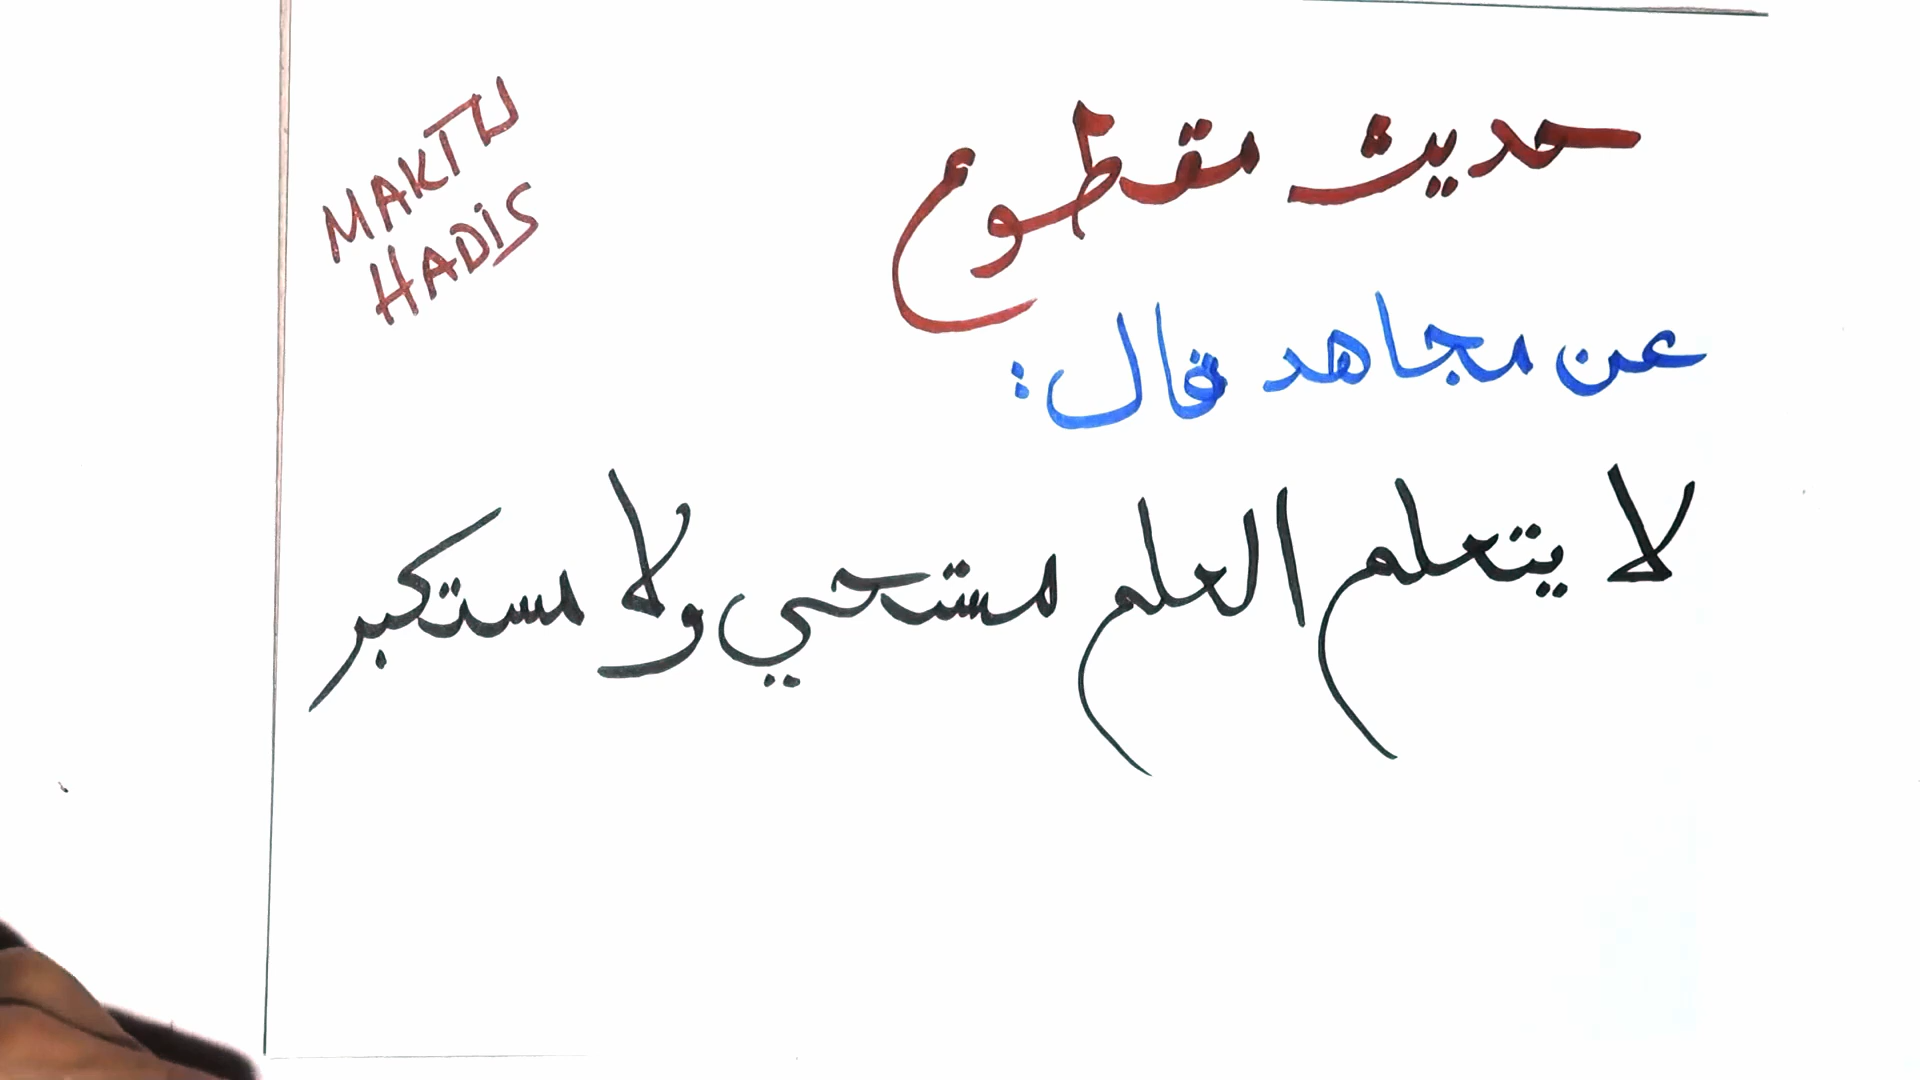 حديث مقطوع
MAKTU
HADİS
عن مجاهد قال:
لا يتعلم العلم مستحي ولا مستكبر